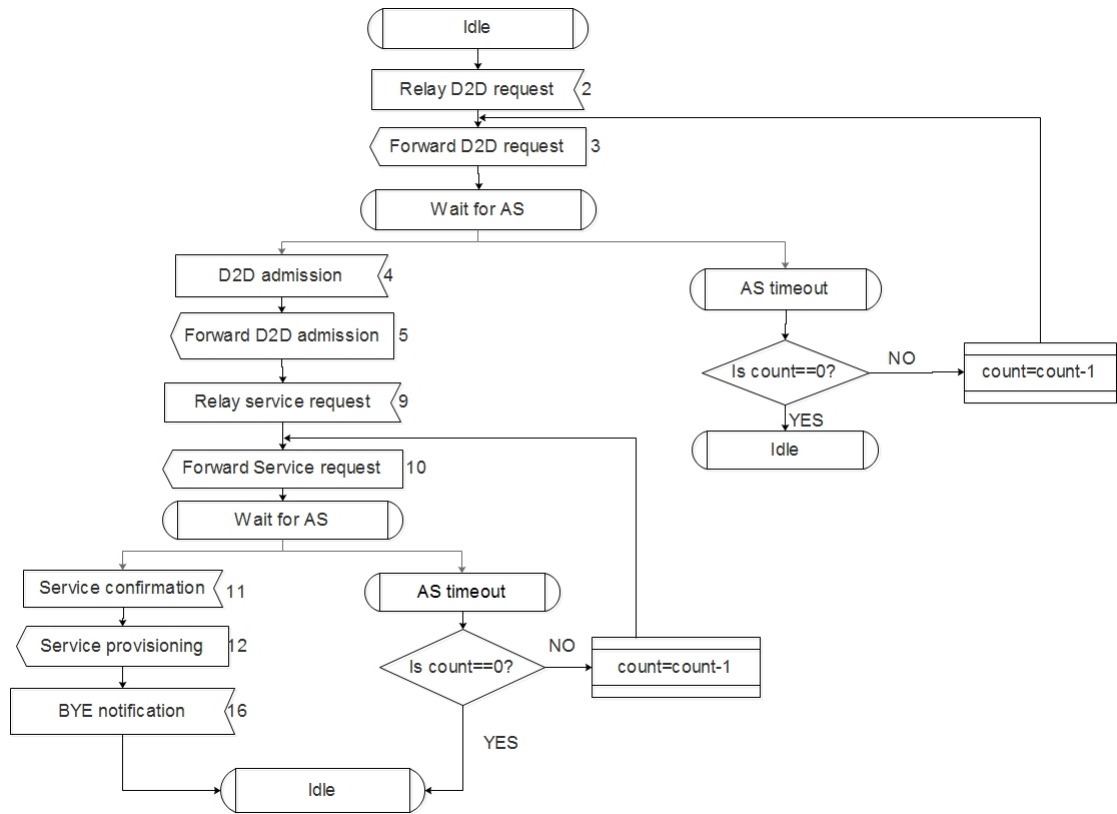 Idle
Relay D2D request 2
Forward D2D request 3
Wait for AS
D2D admission 4
AS timeout
Forward D2D admission 5
Is count==0?
NO
count=count-1
YES
Relay service request 9
Idle
Forward Service request 10
Wait for AS
Service confirmation 11
AS timeout
Service provisioning 12
Is count==0?
NO
count=count-1
BYE notification 16
YES
Idle